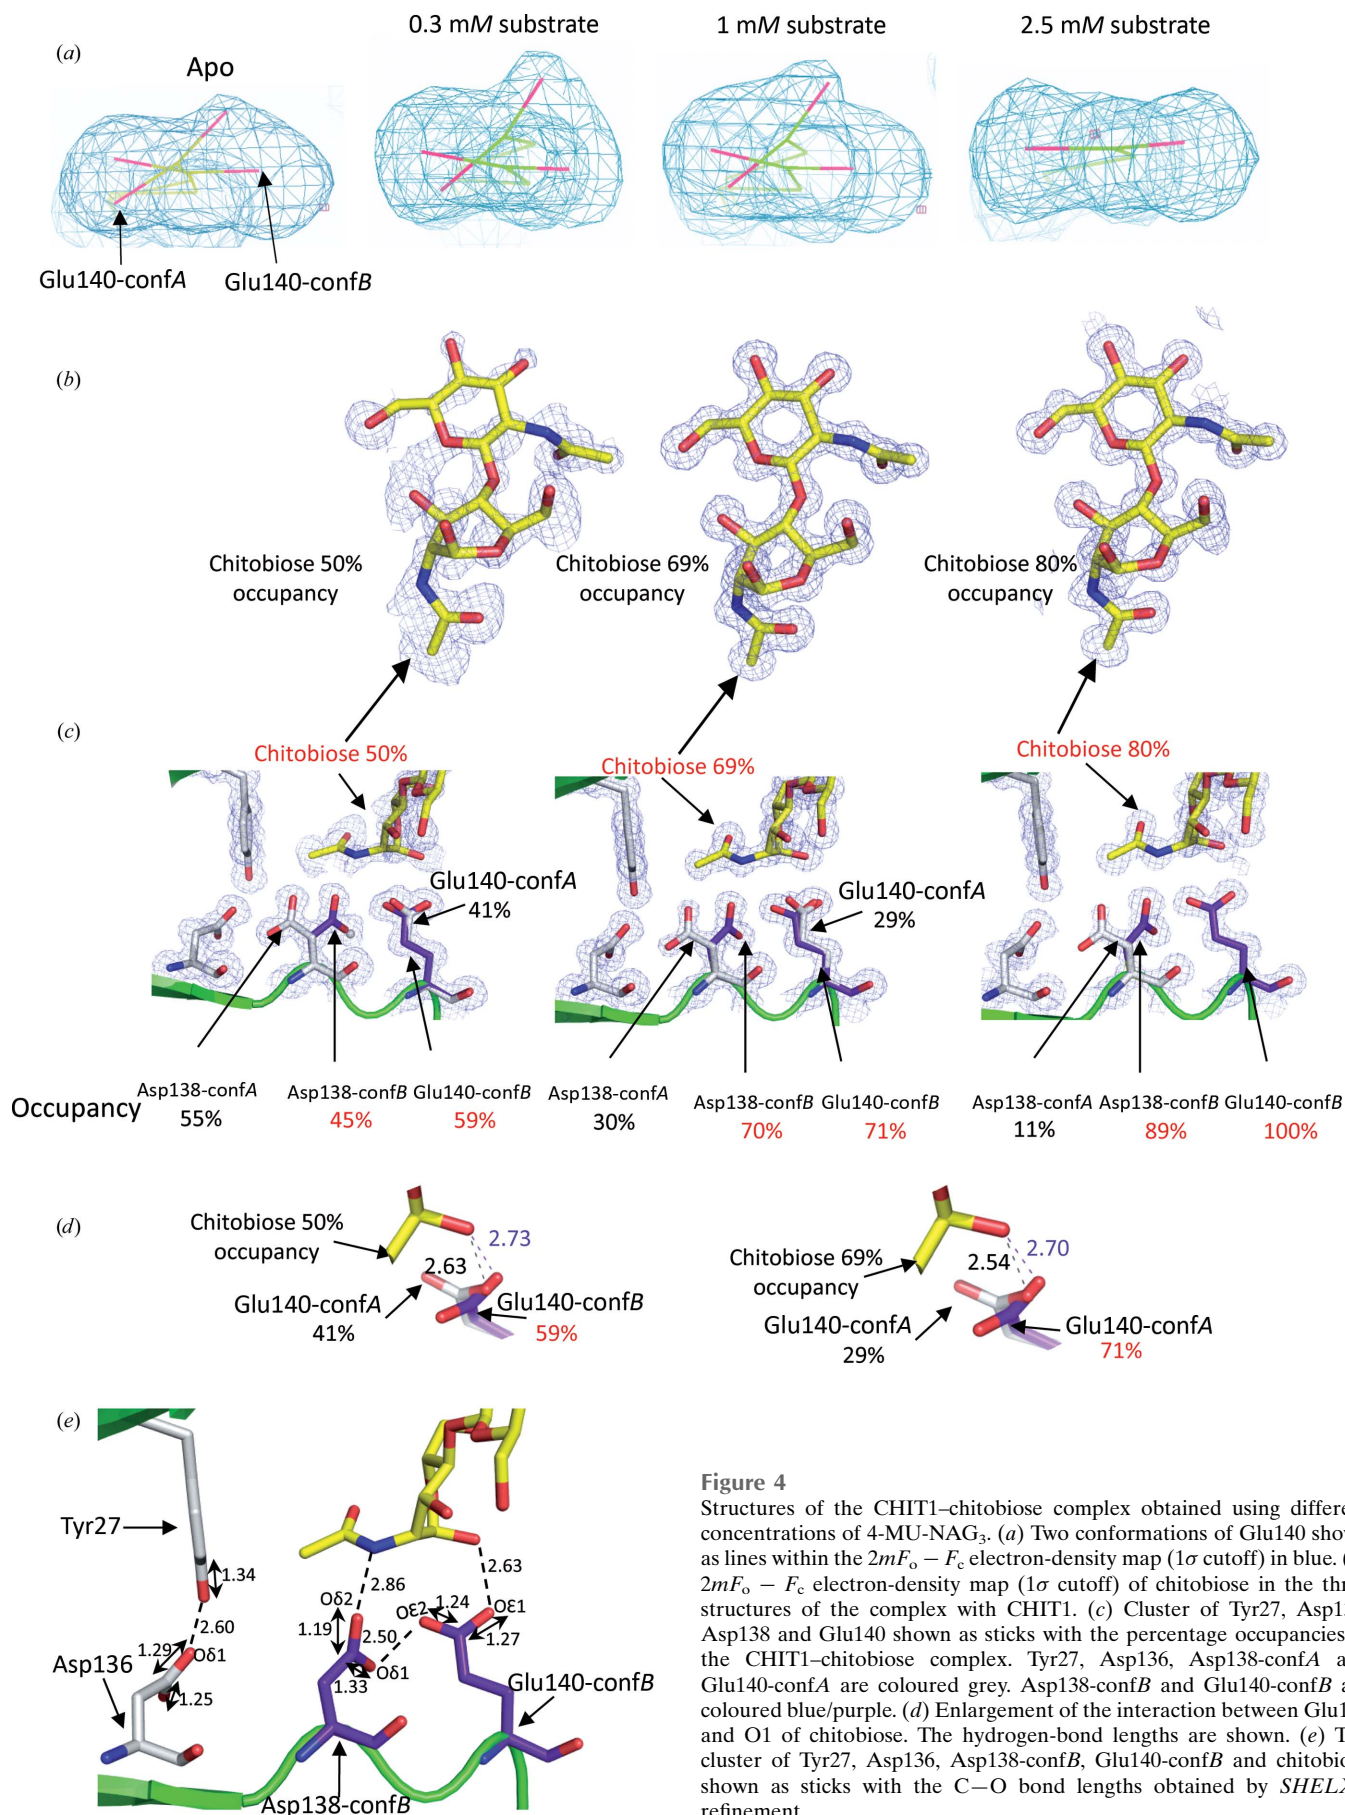 0.3 mM substrate
1 mM substrate
2.5 mM substrate
(a)
Apo
Glu140-confA
Glu140-confB
(b)
Chitobiose 50%
occupancy
Chitobiose 69%
occupancy
Chitobiose 80%
occupancy
(c)
Chitobiose 50%
Chitobiose 69%
Chitobiose 80%
Glu140-confA
41%
Glu140-confA
29%
Occupancy
Asp138-confA
55%
Asp138-confB
45%
Glu140-confB
59%
Asp138-confA
30%
Asp138-confB
70%
Glu140-confB
71%
Asp138-confA
11%
Asp138-confB
89%
Glu140-confB
100%
(d)
Chitobiose 50%
occupancy
2.73
2.63
Glu140-confA
41%
Glu140-confB
59%
Chitobiose 69%
occupancy
2.70
2.54
Glu140-confA
29%
Glu140-confA
71%
(e)
Tyr27
1.34
2.60
1.29
Oδ1
Asp136
1.25
2.86
2.63
Oδ2
1.19
2.50
Oε2
1.24
Oε1
1.27
Oδ1
1.33
Glu140-confB
Asp138-confB
Figure 4
Structures of the CHIT1–chitobiose complex obtained using differe
concentrations of 4-MU-NAG₃. (a) Two conformations of Glu140 show
as lines within the 2mFₒ − F꜀ electron-density map (1σ cutoff) in blue. (
2mFₒ − F꜀ electron-density map (1σ cutoff) of chitobiose in the thr
structures of the complex with CHIT1. (c) Cluster of Tyr27, Asp13
Asp138 and Glu140 shown as sticks with the percentage occupancies
the CHIT1–chitobiose complex. Tyr27, Asp136, Asp138-confA a
Glu140-confA are coloured grey. Asp138-confB and Glu140-confB a
coloured blue/purple. (d) Enlargement of the interaction between Glu1
and O1 of chitobiose. The hydrogen-bond lengths are shown. (e) T
cluster of Tyr27, Asp136, Asp138-confB, Glu140-confB and chitobio
shown as sticks with the C—O bond lengths obtained by SHELX
refinement